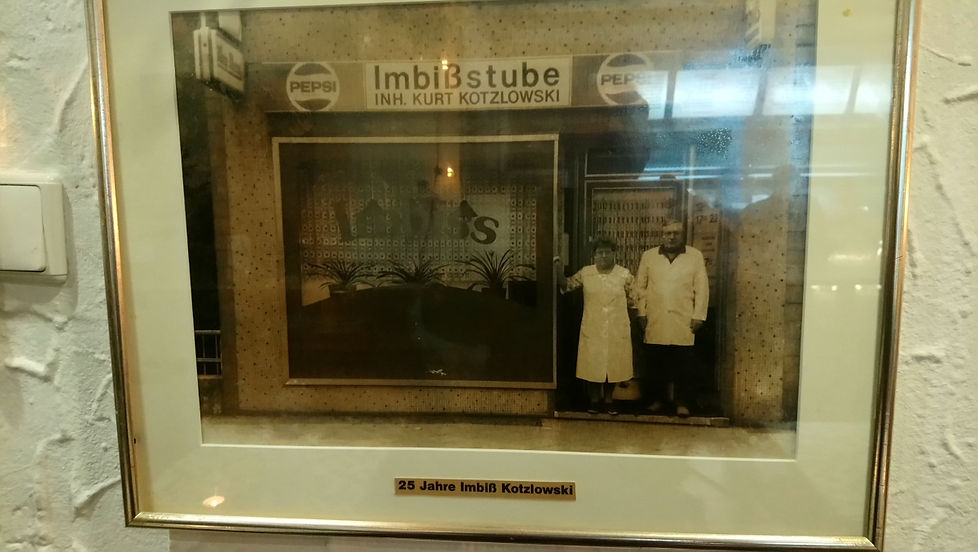 PEPSI
Imbißstube
INH. KURT KOTZLOWSKI
PEPSI
25 Jahre Imbiß Kotzlowski